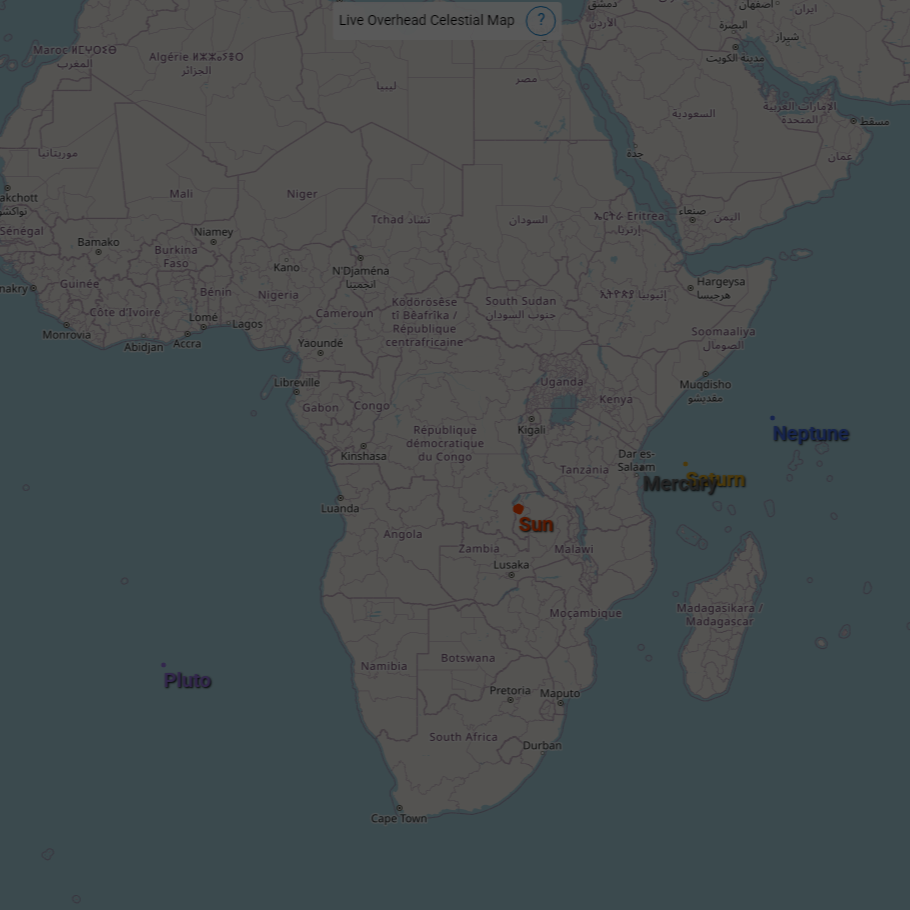 Live Overhead Celestial Map ?
دمشق
الأردن
اصفهان
ایران
البصرة
شیراز
مدينة الكويت
Maroc ⵍⵎⵖⵔⵉⴱ
المغرب
Algérie ⵍⵣⵣⴰⵢⴻⵔ
الجزائر
ليبيا
مصر
السعودية
الإمارات العربية
المتحدة
مسقط
عمان
جدة
موريتانيا
akchott
Mali
Niger
Tchad تشاد
السودان
ኤርትራ Eritrea
إرتريا
صنعاء
اليمن
Sénégal
Bamako
Niamey
Burkina
Faso
Kano
N'Djaména
انجمينا
nakry
Guinée
Bénin
Nigeria
Côte d'Ivoire
Lomé
Lagos
Cameroun
Ködörösêse
tî Bêafrîka /
République
centrafricaine
South Sudan
جنوب السودان
ኢትዮጵያ إثيوبيا
Hargeysa
هرجيسا
Monrovia
Abidjan
Accra
Yaoundé
Soomaaliya
الصومال
Libreville
Gabon
Congo
Uganda
Kenya
Muqdisho
مقديشو
Kinshasa
République
démocratique
du Congo
Kigali
Neptune
Tanzania
Dar es-
Salaam
Saturn
Mercury
Luanda
Sun
Angola
Zambia
Malawi
Lusaka
Moçambique
Madagasikara /
Madagascar
Namibia
Botswana
Pluto
Pretoria
Maputo
South Africa
Durban
Cape Town